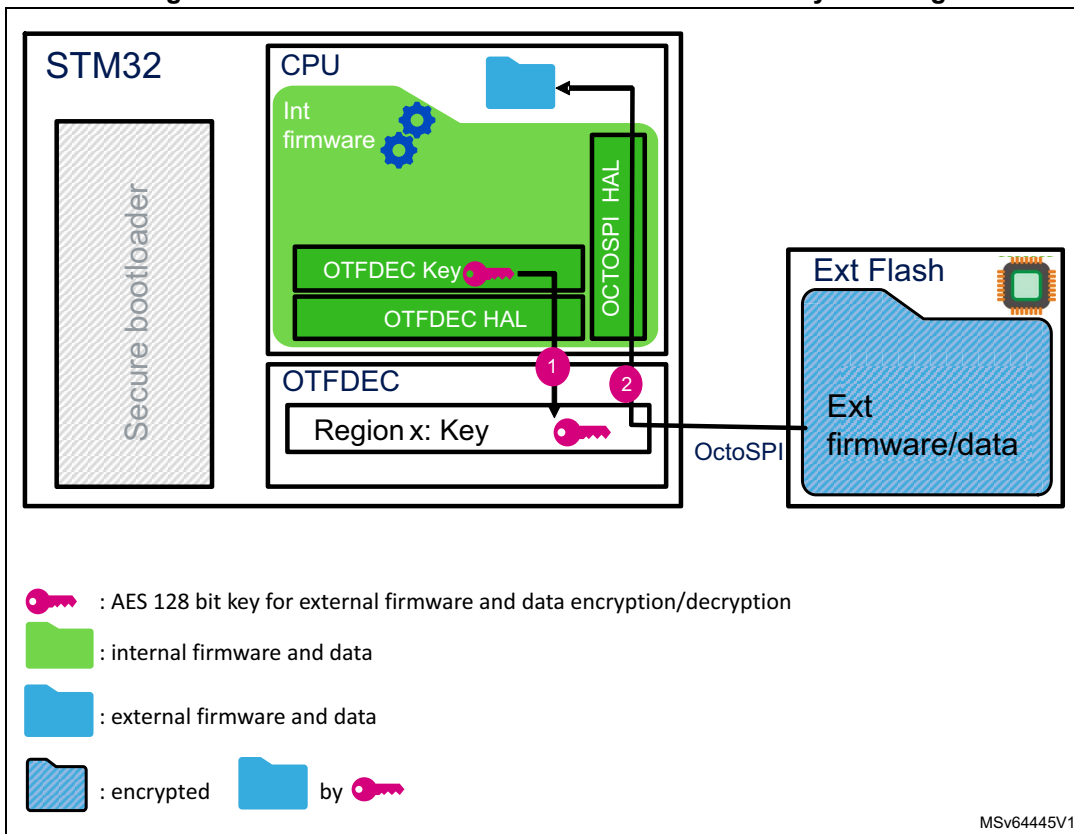 STM32
CPU
Int
firmware
Secure bootloader
OCTOSPI HAL
OTFDEC Key
OTFDEC HAL
1
2
OTFDEC
Region x: Key
OctoSPI
Ext Flash
Ext
firmware/data
: AES 128 bit key for external firmware and data encryption/decryption
: internal firmware and data
: external firmware and data
: encrypted by
MSv64445V1